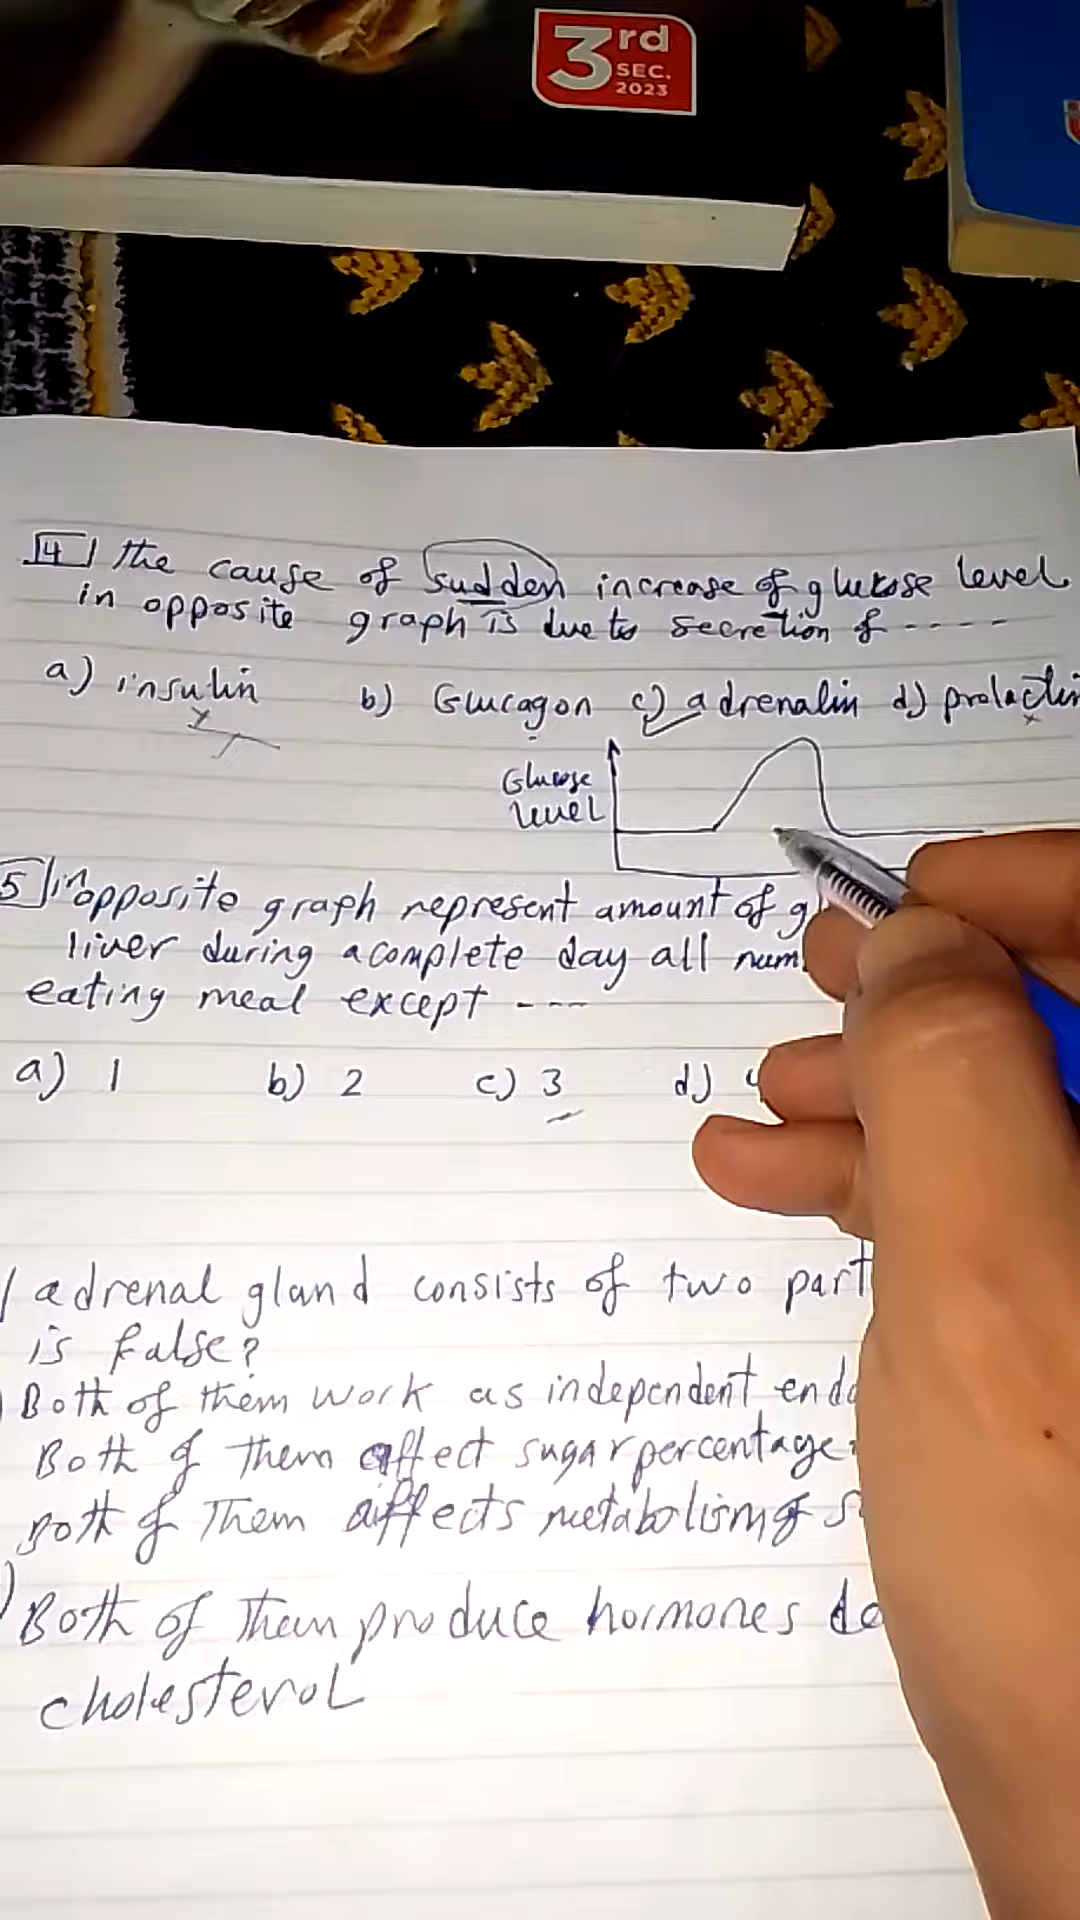 3rd
SEC.
2023
4 the cause of sudden increase of glucose level
in opposite graph is due to secretion of -----
a) insulin b) Glucagon c) adrenalin d) prolactin
Glucose
level
5 in opposite graph represent amount of g
liver during a complete day all num
eating meal except ---
a) 1 b) 2 c) 3 d) 4
adrenal gland consists of two part
is false?
Both of them work as independent endo
Both of them affect sugar percentage
Both of Them affects metabolism of S
Both of Them produce hormones de
cholesterol